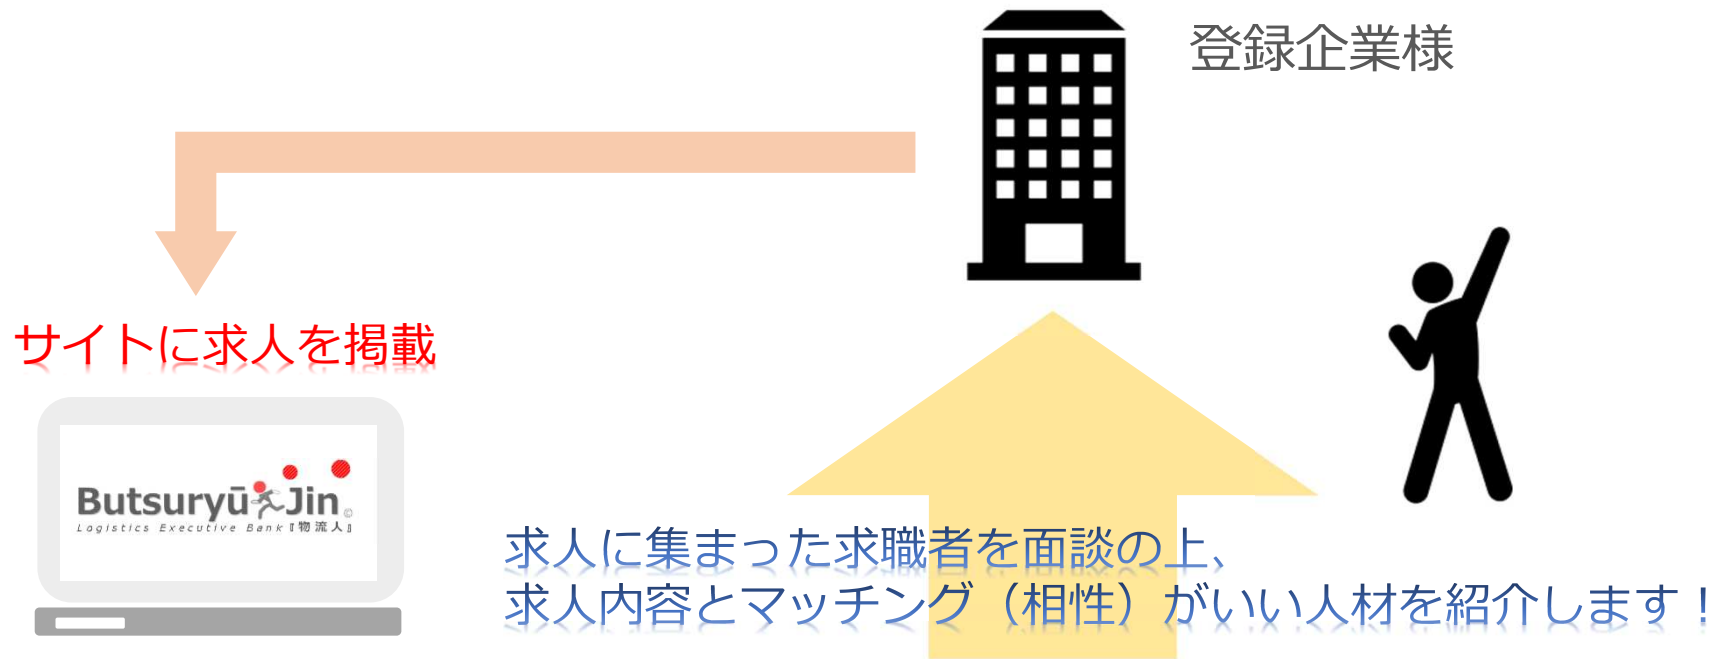 登録企業様
サイトに求人を掲載
Butsuryū Jin ©
Logistics Executive Bank『物流人』
求人に集まった求職者を面談の上、
求人内容とマッチング（相性）がいい人材を紹介します！